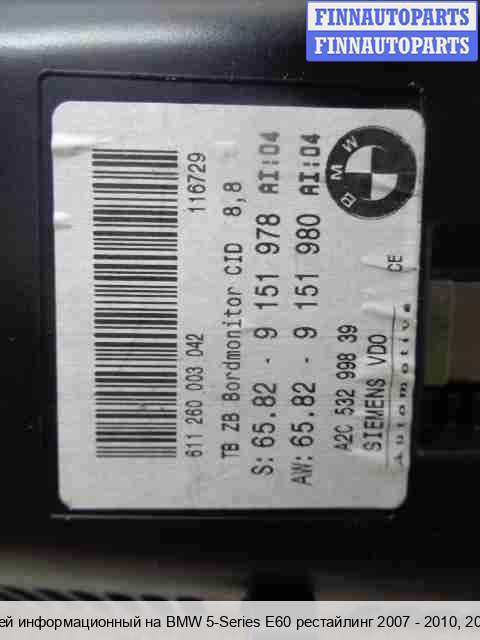 FINNAUTOPARTS
FINNAUTOPARTS
BMW
116729
611 260 003 042
TB ZB Bordmonitor CID 8,8
S: 65.82 - 9 151 978 AI:04
AW: 65.82 - 9 151 980 AI:04
A2C 532 998 39
SIEMENS VDO
Automotive CE
ей информационный на BMW 5-Series E60 рестайлинг 2007 - 2010, 20